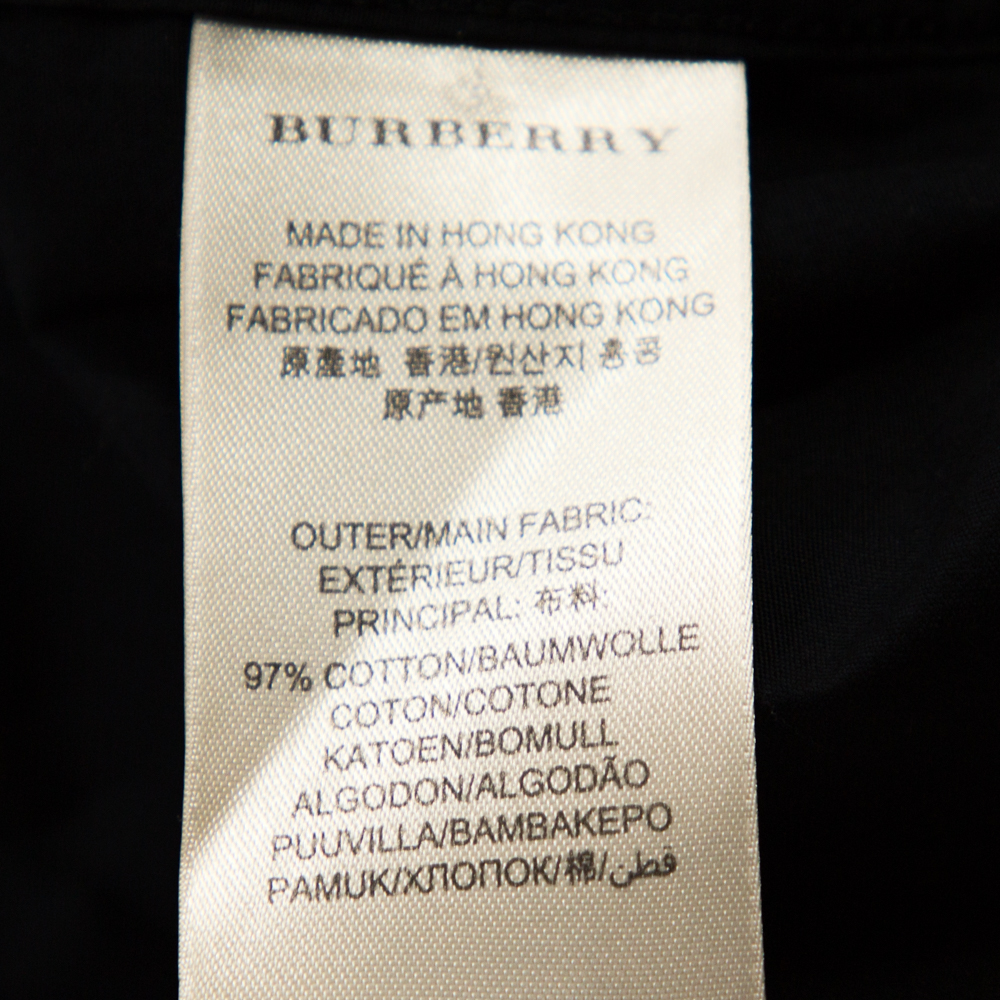 BURBERRY
MADE IN HONG KONG
FABRIQUÉ À HONG KONG
FABRICADO EM HONG KONG
原產地 香港/원산지 홍콩
原产地 香港
OUTER/MAIN FABRIC:
EXTÉRIEUR/TISSU
PRINCIPAL: 布料:
97% COTTON/BAUMWOLLE
COTON/COTONE
KATOEN/BOMULL
ALGODON/ALGODÃO
PUUVILLA/BAMBAKEPO
PAMUK/ХЛОПОК/棉/قطن